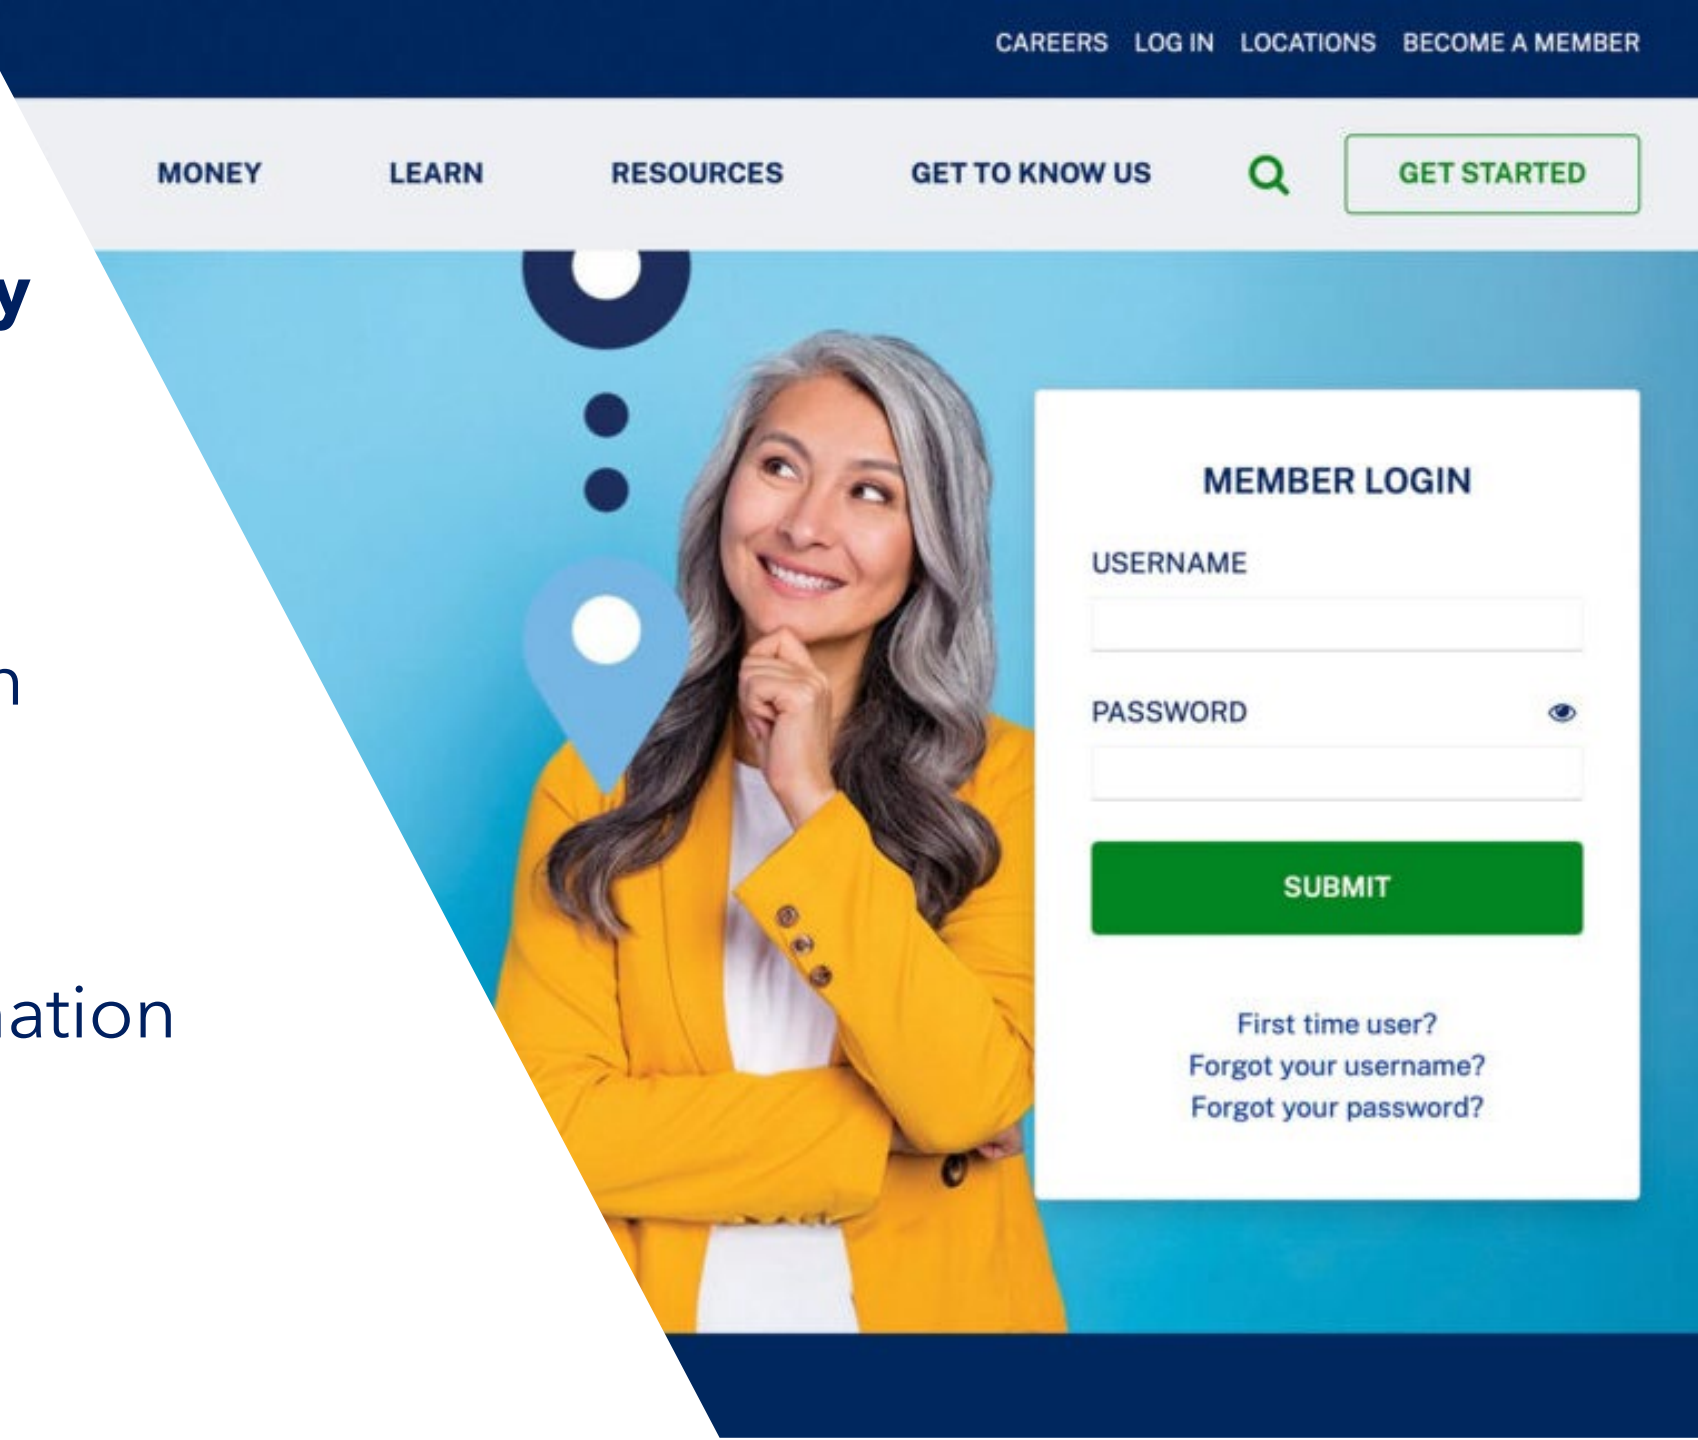 CAREERS LOG IN LOCATIONS BECOME A MEMBER
MONEY LEARN RESOURCES GET TO KNOW US GET STARTED
MEMBER LOGIN
USERNAME
PASSWORD
SUBMIT
First time user?
Forgot your username?
Forgot your password?